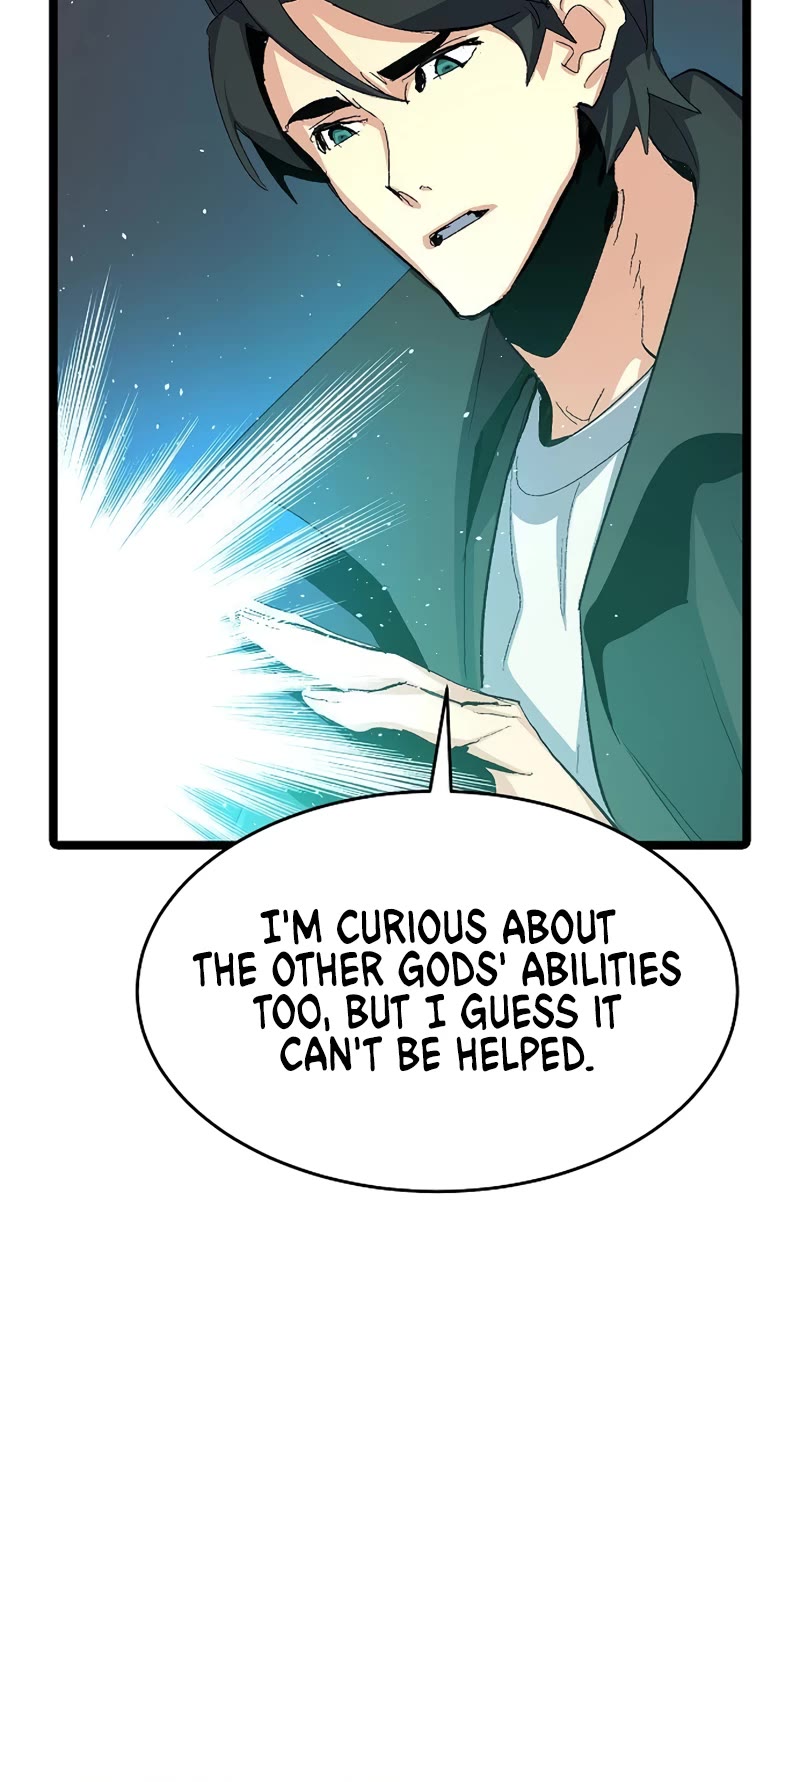 I'M CURIOUS ABOUT
THE OTHER GODS' ABILITIES
TOO, BUT I GUESS IT
CAN'T BE HELPED.